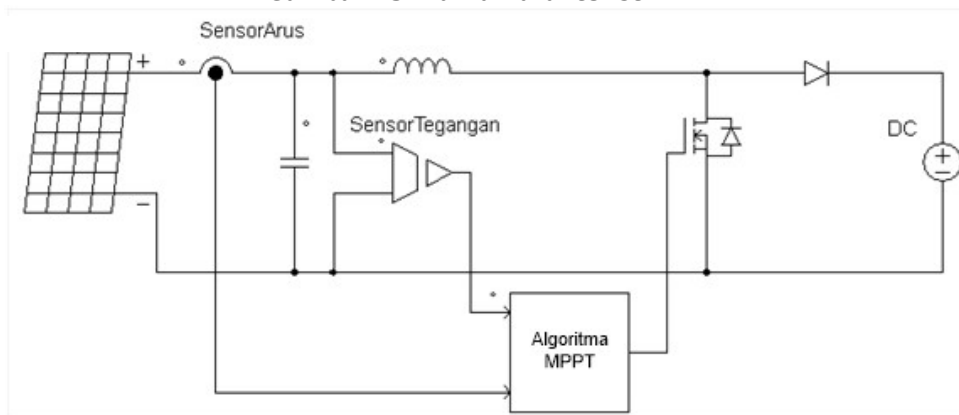 SensorArus
+
SensorTegangan
DC
+
−
−
Algoritma
MPPT